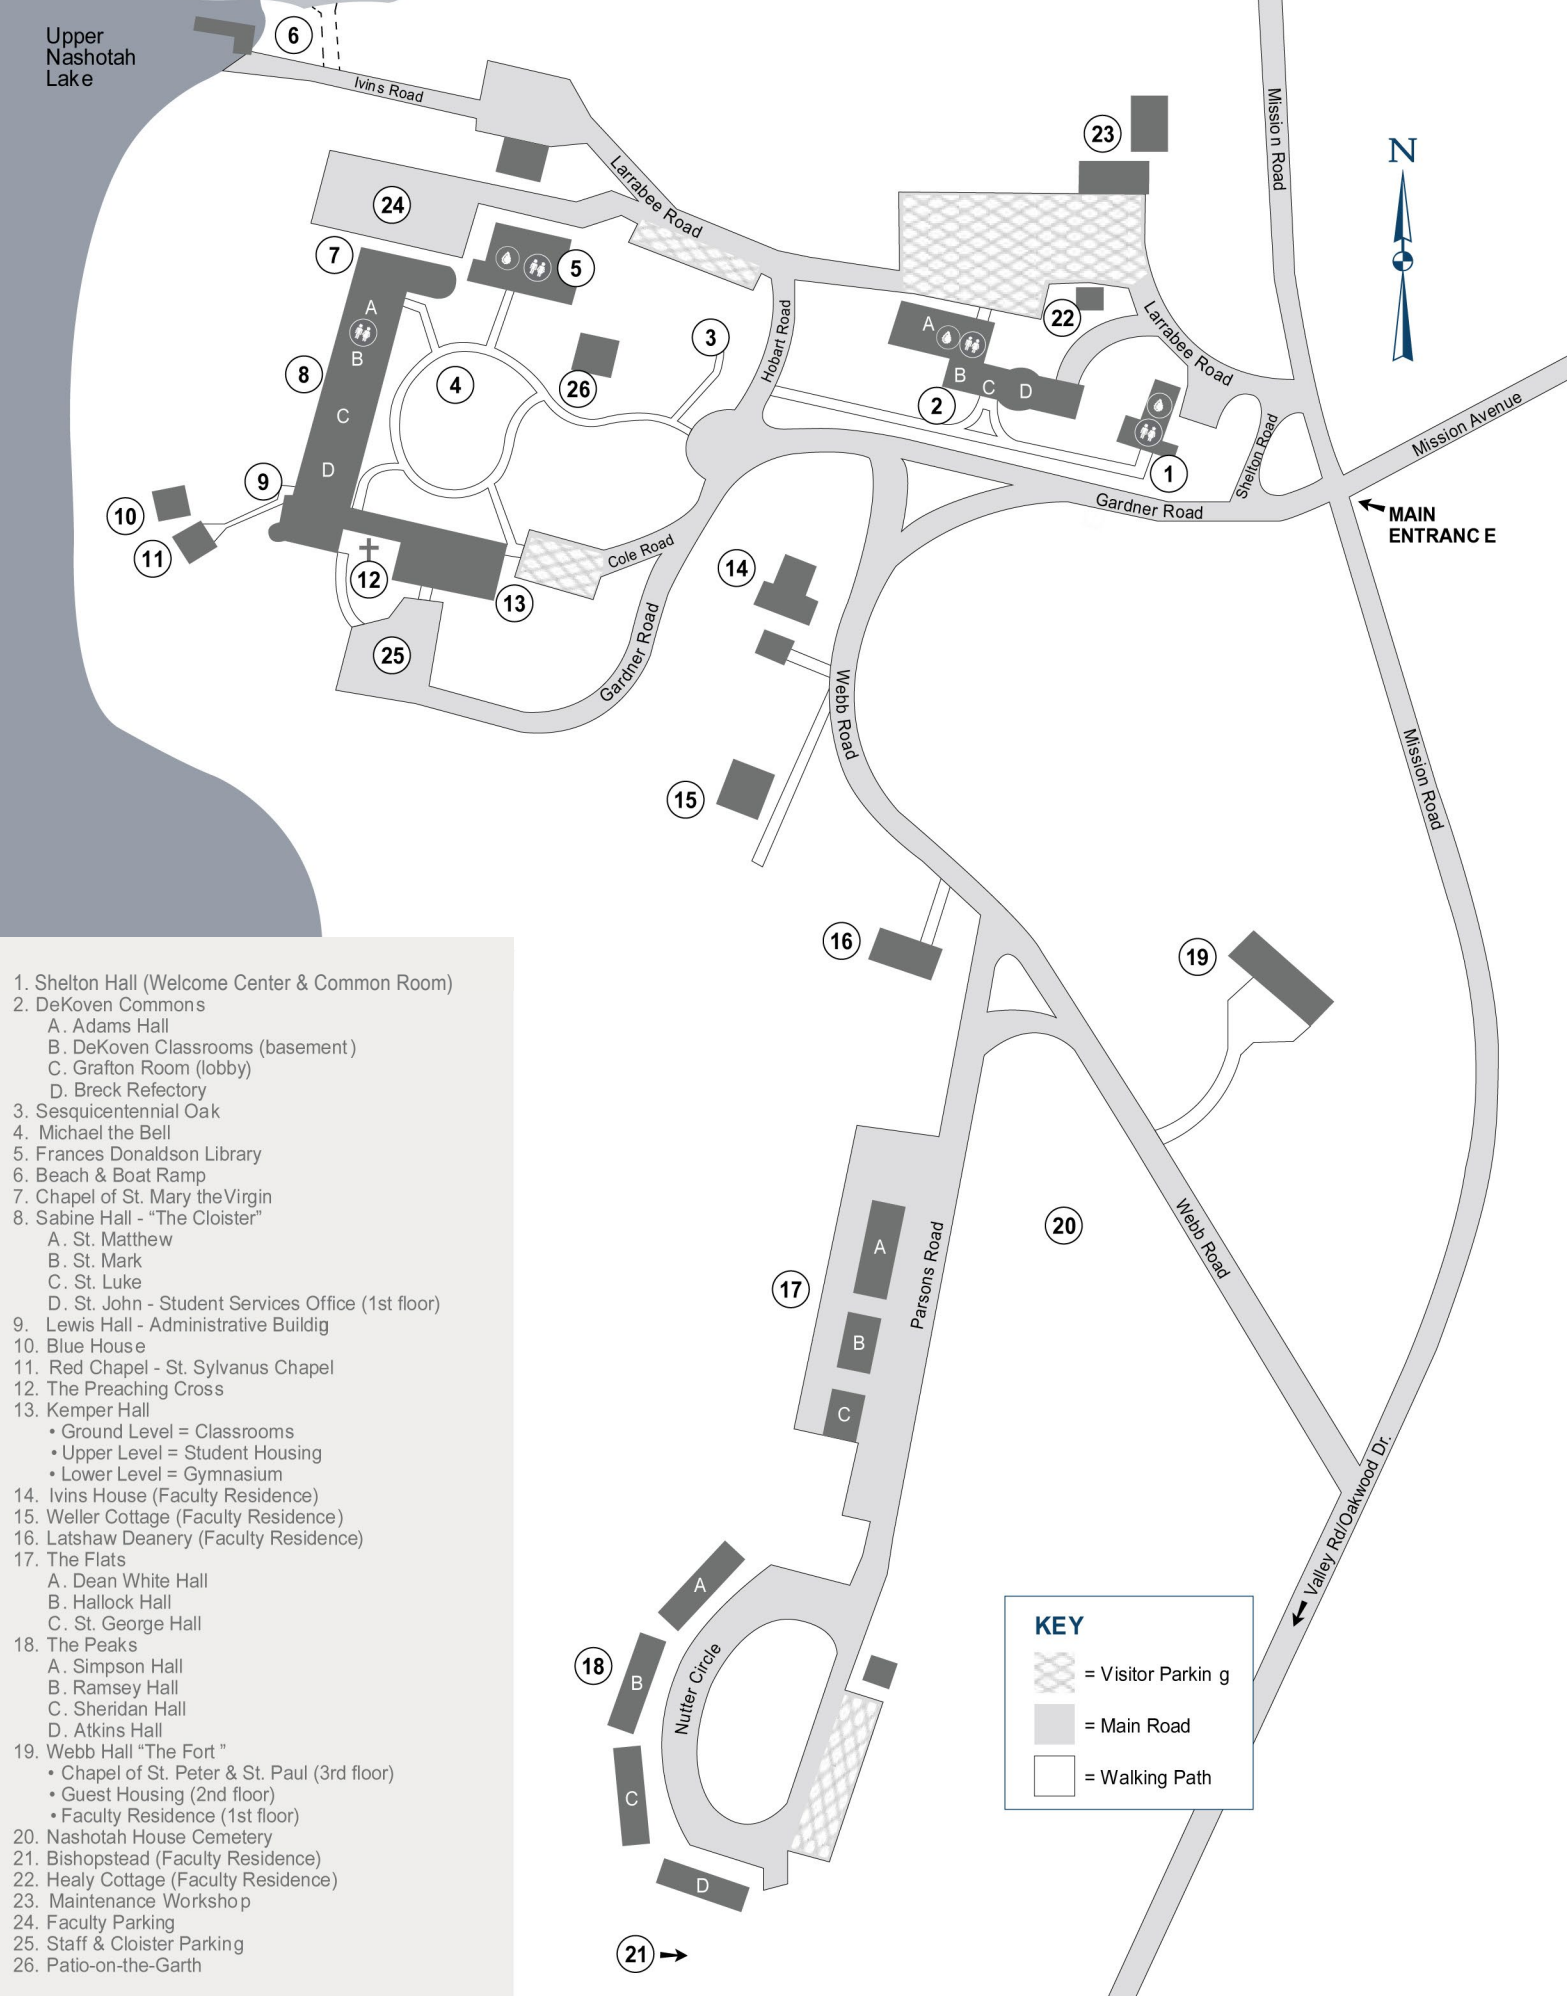 Upper
Nashotah
Lake
6
Ivins Road
24
Larrabee Road
7
5
A
B
C
D
8
4
26
3
Hobart Road
9
10
11
12
13
25
Cole Road
Gardner Road
23
22
Larrabee Road
A
B
C
D
2
1
Shelton Road
Gardner Road
Mission Road
N
Mission Avenue
MAIN
ENTRANC E
14
15
Webb Road
Mission Road
16
19
20
17
A
B
C
Parsons Road
Webb Road
Valley Rd/Oakwood Dr.
18
A
B
C
D
Nutter Circle
21
KEY
= Visitor Parkin g
= Main Road
= Walking Path
1. Shelton Hall (Welcome Center & Common Room)
2. DeKoven Commons
A. Adams Hall
B. DeKoven Classrooms (basement)
C. Grafton Room (lobby)
D. Breck Refectory
3. Sesquicentennial Oak
4. Michael the Bell
5. Frances Donaldson Library
6. Beach & Boat Ramp
7. Chapel of St. Mary the Virgin
8. Sabine Hall - “The Cloister”
A. St. Matthew
B. St. Mark
C. St. Luke
D. St. John - Student Services Office (1st floor)
9. Lewis Hall - Administrative Buildig
10. Blue House
11. Red Chapel - St. Sylvanus Chapel
12. The Preaching Cross
13. Kemper Hall
• Ground Level = Classrooms
• Upper Level = Student Housing
• Lower Level = Gymnasium
14. Ivins House (Faculty Residence)
15. Weller Cottage (Faculty Residence)
16. Latshaw Deanery (Faculty Residence)
17. The Flats
A. Dean White Hall
B. Hallock Hall
C. St. George Hall
18. The Peaks
A. Simpson Hall
B. Ramsey Hall
C. Sheridan Hall
D. Atkins Hall
19. Webb Hall “The Fort ”
• Chapel of St. Peter & St. Paul (3rd floor)
• Guest Housing (2nd floor)
• Faculty Residence (1st floor)
20. Nashotah House Cemetery
21. Bishopstead (Faculty Residence)
22. Healy Cottage (Faculty Residence)
23. Maintenance Workshop
24. Faculty Parking
25. Staff & Cloister Parking
26. Patio-on-the-Garth